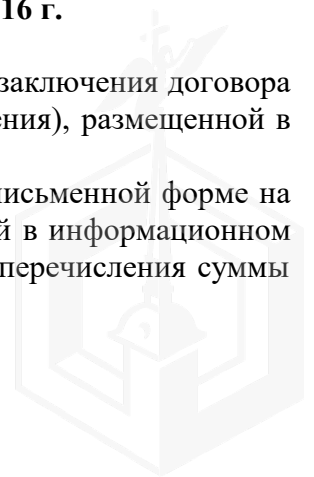 16 г.
заключения договора
ения), размещенной в
письменной форме на
й в информационном
перечисления суммы